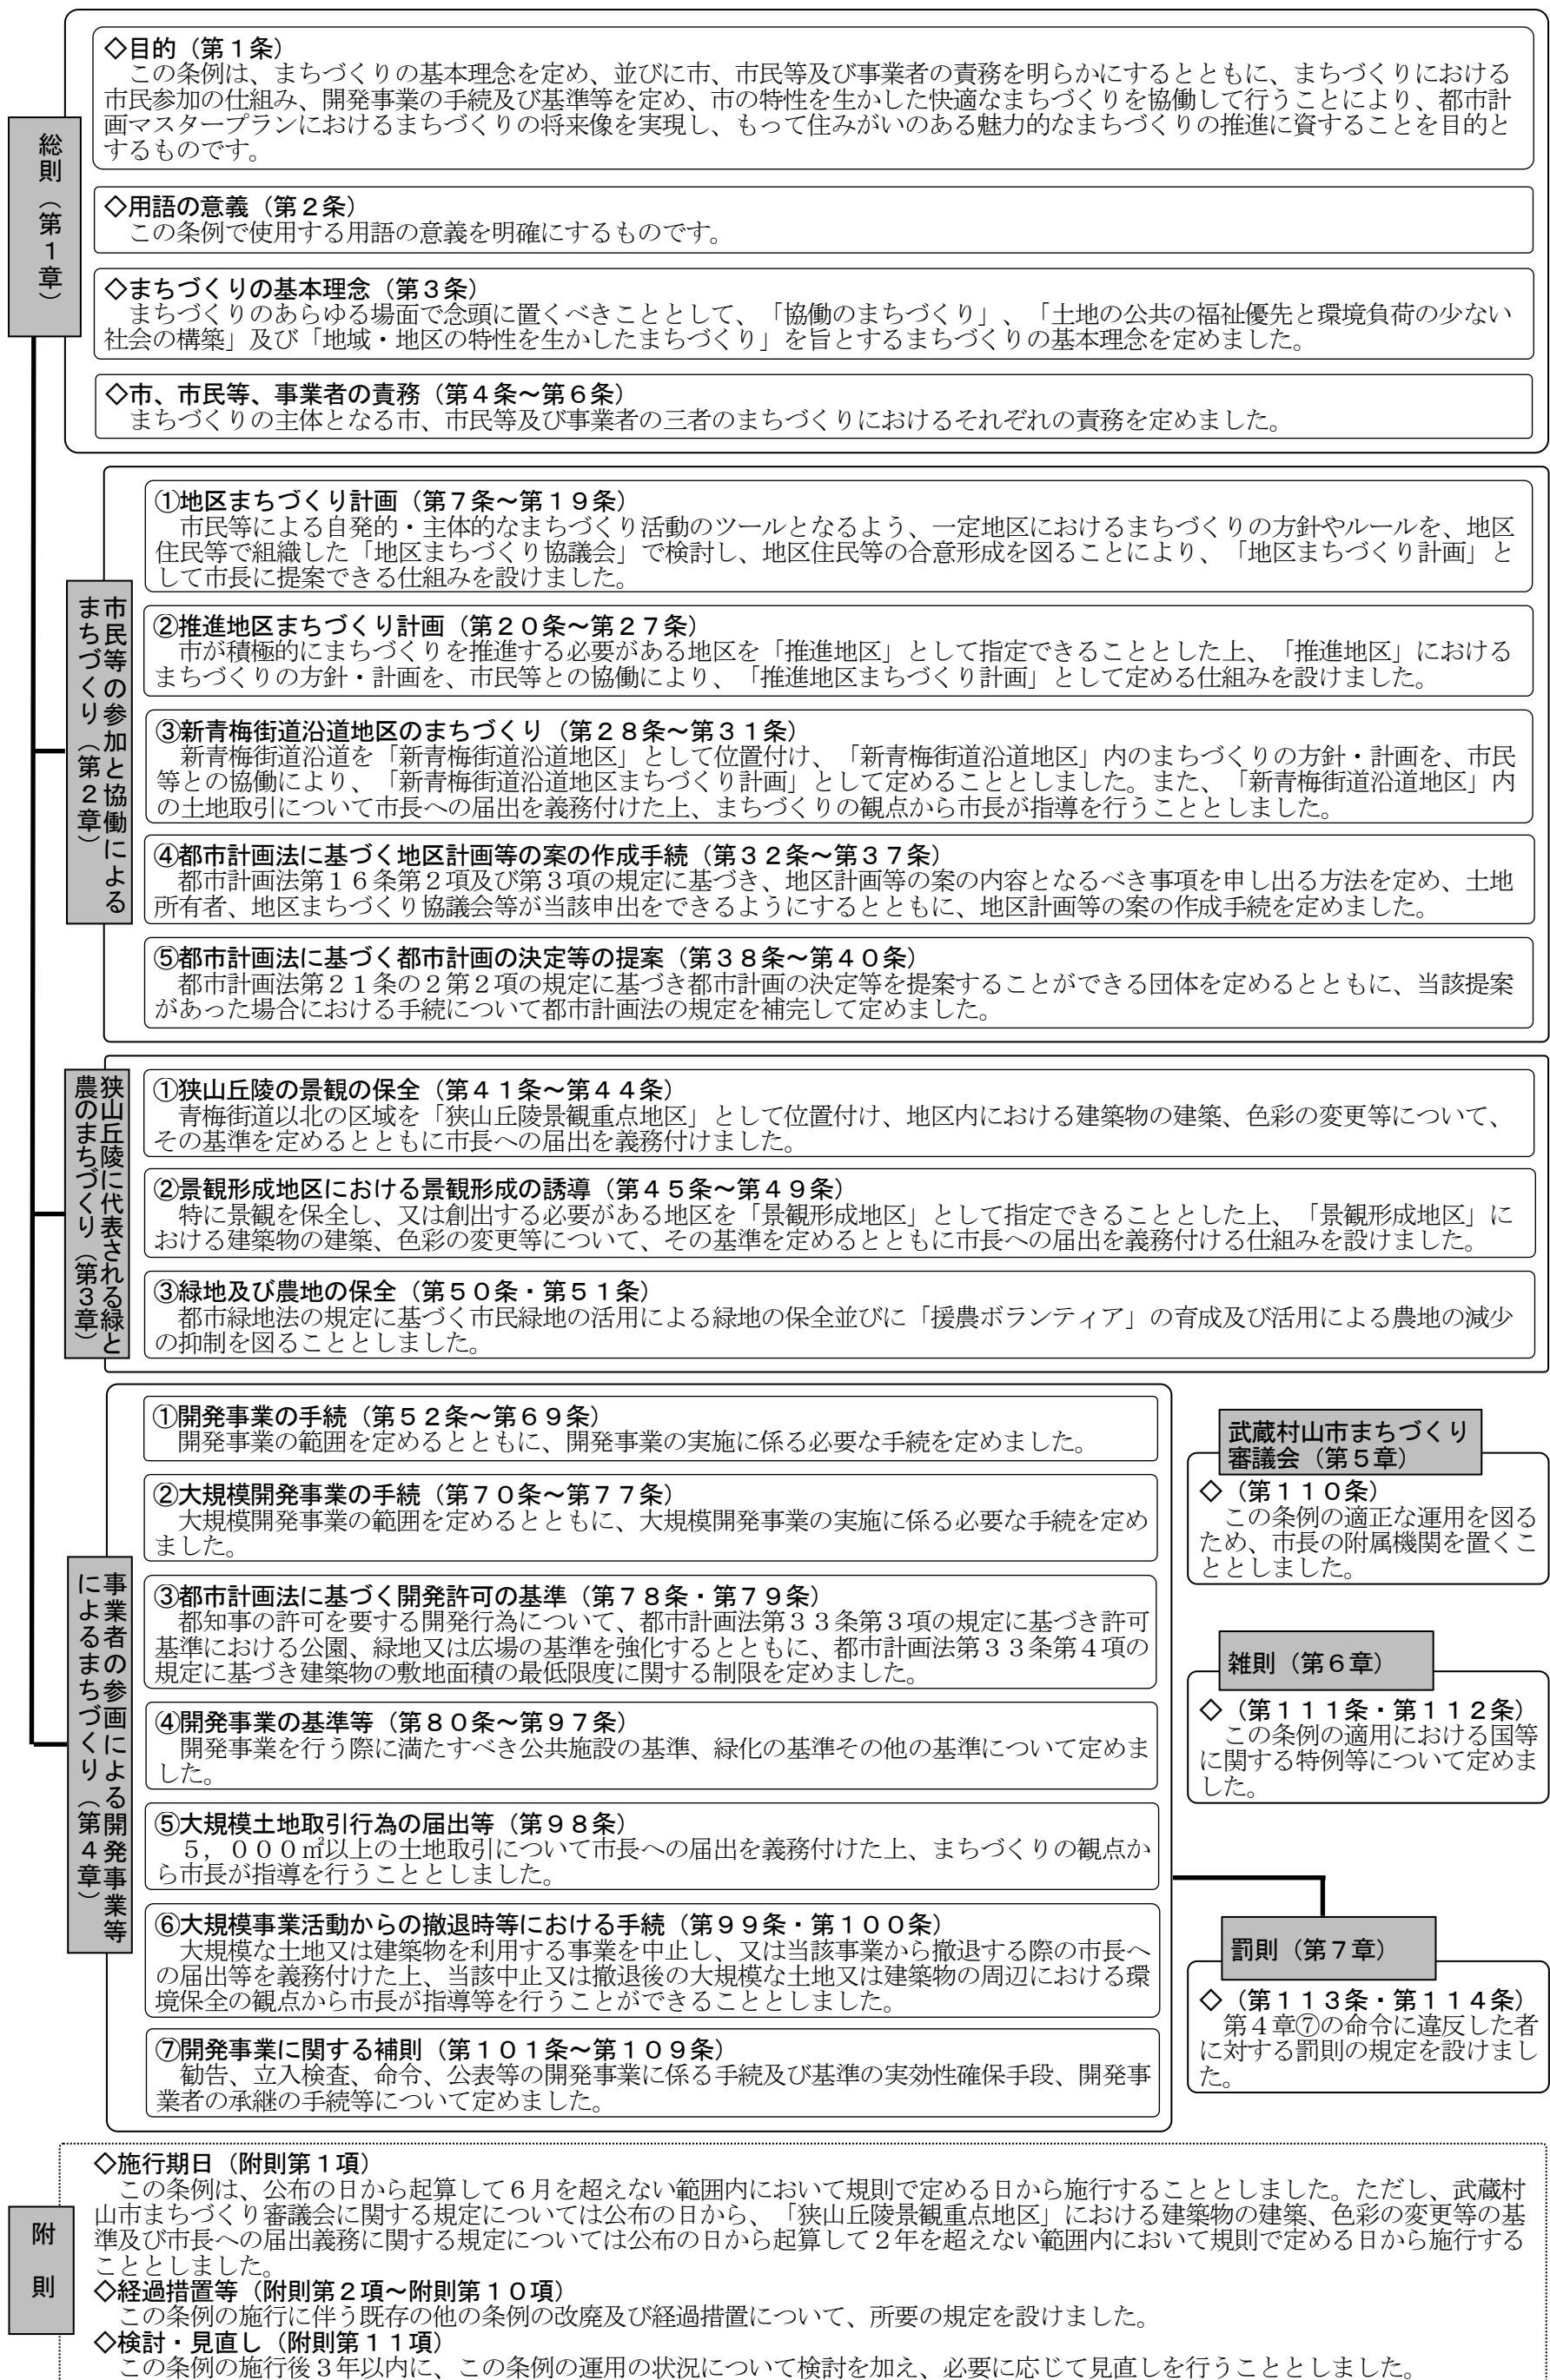 総則（第１章）
◇目的（第１条）
この条例は、まちづくりの基本理念を定め、並びに市、市民等及び事業者の責務を明らかにするとともに、まちづくりにおける
市民参加の仕組み、開発事業の手続及び基準等を定め、市の特性を生かした快適なまちづくりを協働して行うことにより、都市計
画マスタープランにおけるまちづくりの将来像を実現し、もって住みがいのある魅力的なまちづくりの推進に資することを目的と
するものです。
◇用語の意義（第２条）
この条例で使用する用語の意義を明確にするものです。
◇まちづくりの基本理念（第３条）
まちづくりのあらゆる場面で念頭に置くべきこととして、「協働のまちづくり」、「土地の公共の福祉優先と環境負荷の少ない
社会の構築」及び「地域・地区の特性を生かしたまちづくり」を旨とするまちづくりの基本理念を定めました。
◇市、市民等、事業者の責務（第４条～第６条）
まちづくりの主体となる市、市民等及び事業者の三者のまちづくりにおけるそれぞれの責務を定めました。
市民等の参加と協働による
まちづくり（第２章）
①地区まちづくり計画（第７条～第１９条）
市民等による自発的・主体的なまちづくり活動のツールとなるよう、一定地区におけるまちづくりの方針やルールを、地区
住民等で組織した「地区まちづくり協議会」で検討し、地区住民等の合意形成を図ることにより、「地区まちづくり計画」と
して市長に提案できる仕組みを設けました。
②推進地区まちづくり計画（第２０条～第２７条）
市が積極的にまちづくりを推進する必要がある地区を「推進地区」として指定できることとした上、「推進地区」における
まちづくりの方針・計画を、市民等との協働により、「推進地区まちづくり計画」として定める仕組みを設けました。
③新青梅街道沿道地区のまちづくり（第２８条～第３１条）
新青梅街道沿道を「新青梅街道沿道地区」として位置付け、「新青梅街道沿道地区」内のまちづくりの方針・計画を、市民
等との協働により、「新青梅街道沿道地区まちづくり計画」として定めることとしました。また、「新青梅街道沿道地区」内
の土地取引について市長への届出を義務付けた上、まちづくりの観点から市長が指導を行うこととしました。
④都市計画法に基づく地区計画等の案の作成手続（第３２条～第３７条）
都市計画法第１６条第２項及び第３項の規定に基づき、地区計画等の案の内容となるべき事項を申し出る方法を定め、土地
所有者、地区まちづくり協議会等が当該申出をできるようにするとともに、地区計画等の案の作成手続を定めました。
⑤都市計画法に基づく都市計画の決定等の提案（第３８条～第４０条）
都市計画法第２１条の２第２項の規定に基づき都市計画の決定等を提案することができる団体を定めるとともに、当該提案
があった場合における手続について都市計画法の規定を補完して定めました。
狭山丘陵に代表される緑と
農のまちづくり（第３章）
①狭山丘陵の景観の保全（第４１条～第４４条）
青梅街道以北の区域を「狭山丘陵景観重点地区」として位置付け、地区内における建築物の建築、色彩の変更等について、
その基準を定めるとともに市長への届出を義務付けました。
②景観形成地区における景観形成の誘導（第４５条～第４９条）
特に景観を保全し、又は創出する必要がある地区を「景観形成地区」として指定できることとした上、「景観形成地区」に
おける建築物の建築、色彩の変更等について、その基準を定めるとともに市長への届出を義務付ける仕組みを設けました。
③緑地及び農地の保全（第５０条・第５１条）
都市緑地法の規定に基づく市民緑地の活用による緑地の保全並びに「援農ボランティア」の育成及び活用による農地の減少
の抑制を図ることとしました。
事業者の参画による開発事業等
によるまちづくり（第４章）
①開発事業の手続（第５２条～第６９条）
開発事業の範囲を定めるとともに、開発事業の実施に係る必要な手続を定めました。
②大規模開発事業の手続（第７０条～第７７条）
大規模開発事業の範囲を定めるとともに、大規模開発事業の実施に係る必要な手続を定め
ました。
③都市計画法に基づく開発許可の基準（第７８条・第７９条）
都知事の許可を要する開発行為について、都市計画法第３３条第３項の規定に基づき許可
基準における公園、緑地又は広場の基準を強化するとともに、都市計画法第３３条第４項の
規定に基づき建築物の敷地面積の最低限度に関する制限を定めました。
④開発事業の基準等（第８０条～第９７条）
開発事業を行う際に満たすべき公共施設の基準、緑化の基準その他の基準について定めま
した。
⑤大規模土地取引行為の届出等（第９８条）
５，０００㎡以上の土地取引について市長への届出を義務付けた上、まちづくりの観点か
ら市長が指導を行うこととしました。
⑥大規模事業活動からの撤退時等における手続（第９９条・第１００条）
大規模な土地又は建築物を利用する事業を中止し、又は当該事業から撤退する際の市長へ
の届出等を義務付けた上、当該中止又は撤退後の大規模な土地又は建築物の周辺における環
境保全の観点から市長が指導等を行うことができることとしました。
⑦開発事業に関する補則（第１０１条～第１０９条）
勧告、立入検査、命令、公表等の開発事業に係る手続及び基準の実効性確保手段、開発事
業者の承継の手続等について定めました。
武蔵村山市まちづくり
審議会（第５章）
◇（第１１０条）
この条例の適正な運用を図る
ため、市長の附属機関を置くこ
ととしました。
雑則（第６章）
◇（第１１１条・第１１２条）
この条例の適用における国等
に関する特例等について定めま
した。
罰則（第７章）
◇（第１１３条・第１１４条）
第４章⑦の命令に違反した者
に対する罰則の規定を設けまし
た。
附則
◇施行期日（附則第１項）
この条例は、公布の日から起算して６月を超えない範囲内において規則で定める日から施行することとしました。ただし、武蔵村
山市まちづくり審議会に関する規定については公布の日から、「狭山丘陵景観重点地区」における建築物の建築、色彩の変更等の基
準及び市長への届出義務に関する規定については公布の日から起算して２年を超えない範囲内において規則で定める日から施行する
こととしました。
◇経過措置等（附則第２項～附則第１０項）
この条例の施行に伴う既存の他の条例の改廃及び経過措置について、所要の規定を設けました。
◇検討・見直し（附則第１１項）
この条例の施行後３年以内に、この条例の運用の状況について検討を加え、必要に応じて見直しを行うこととしました。